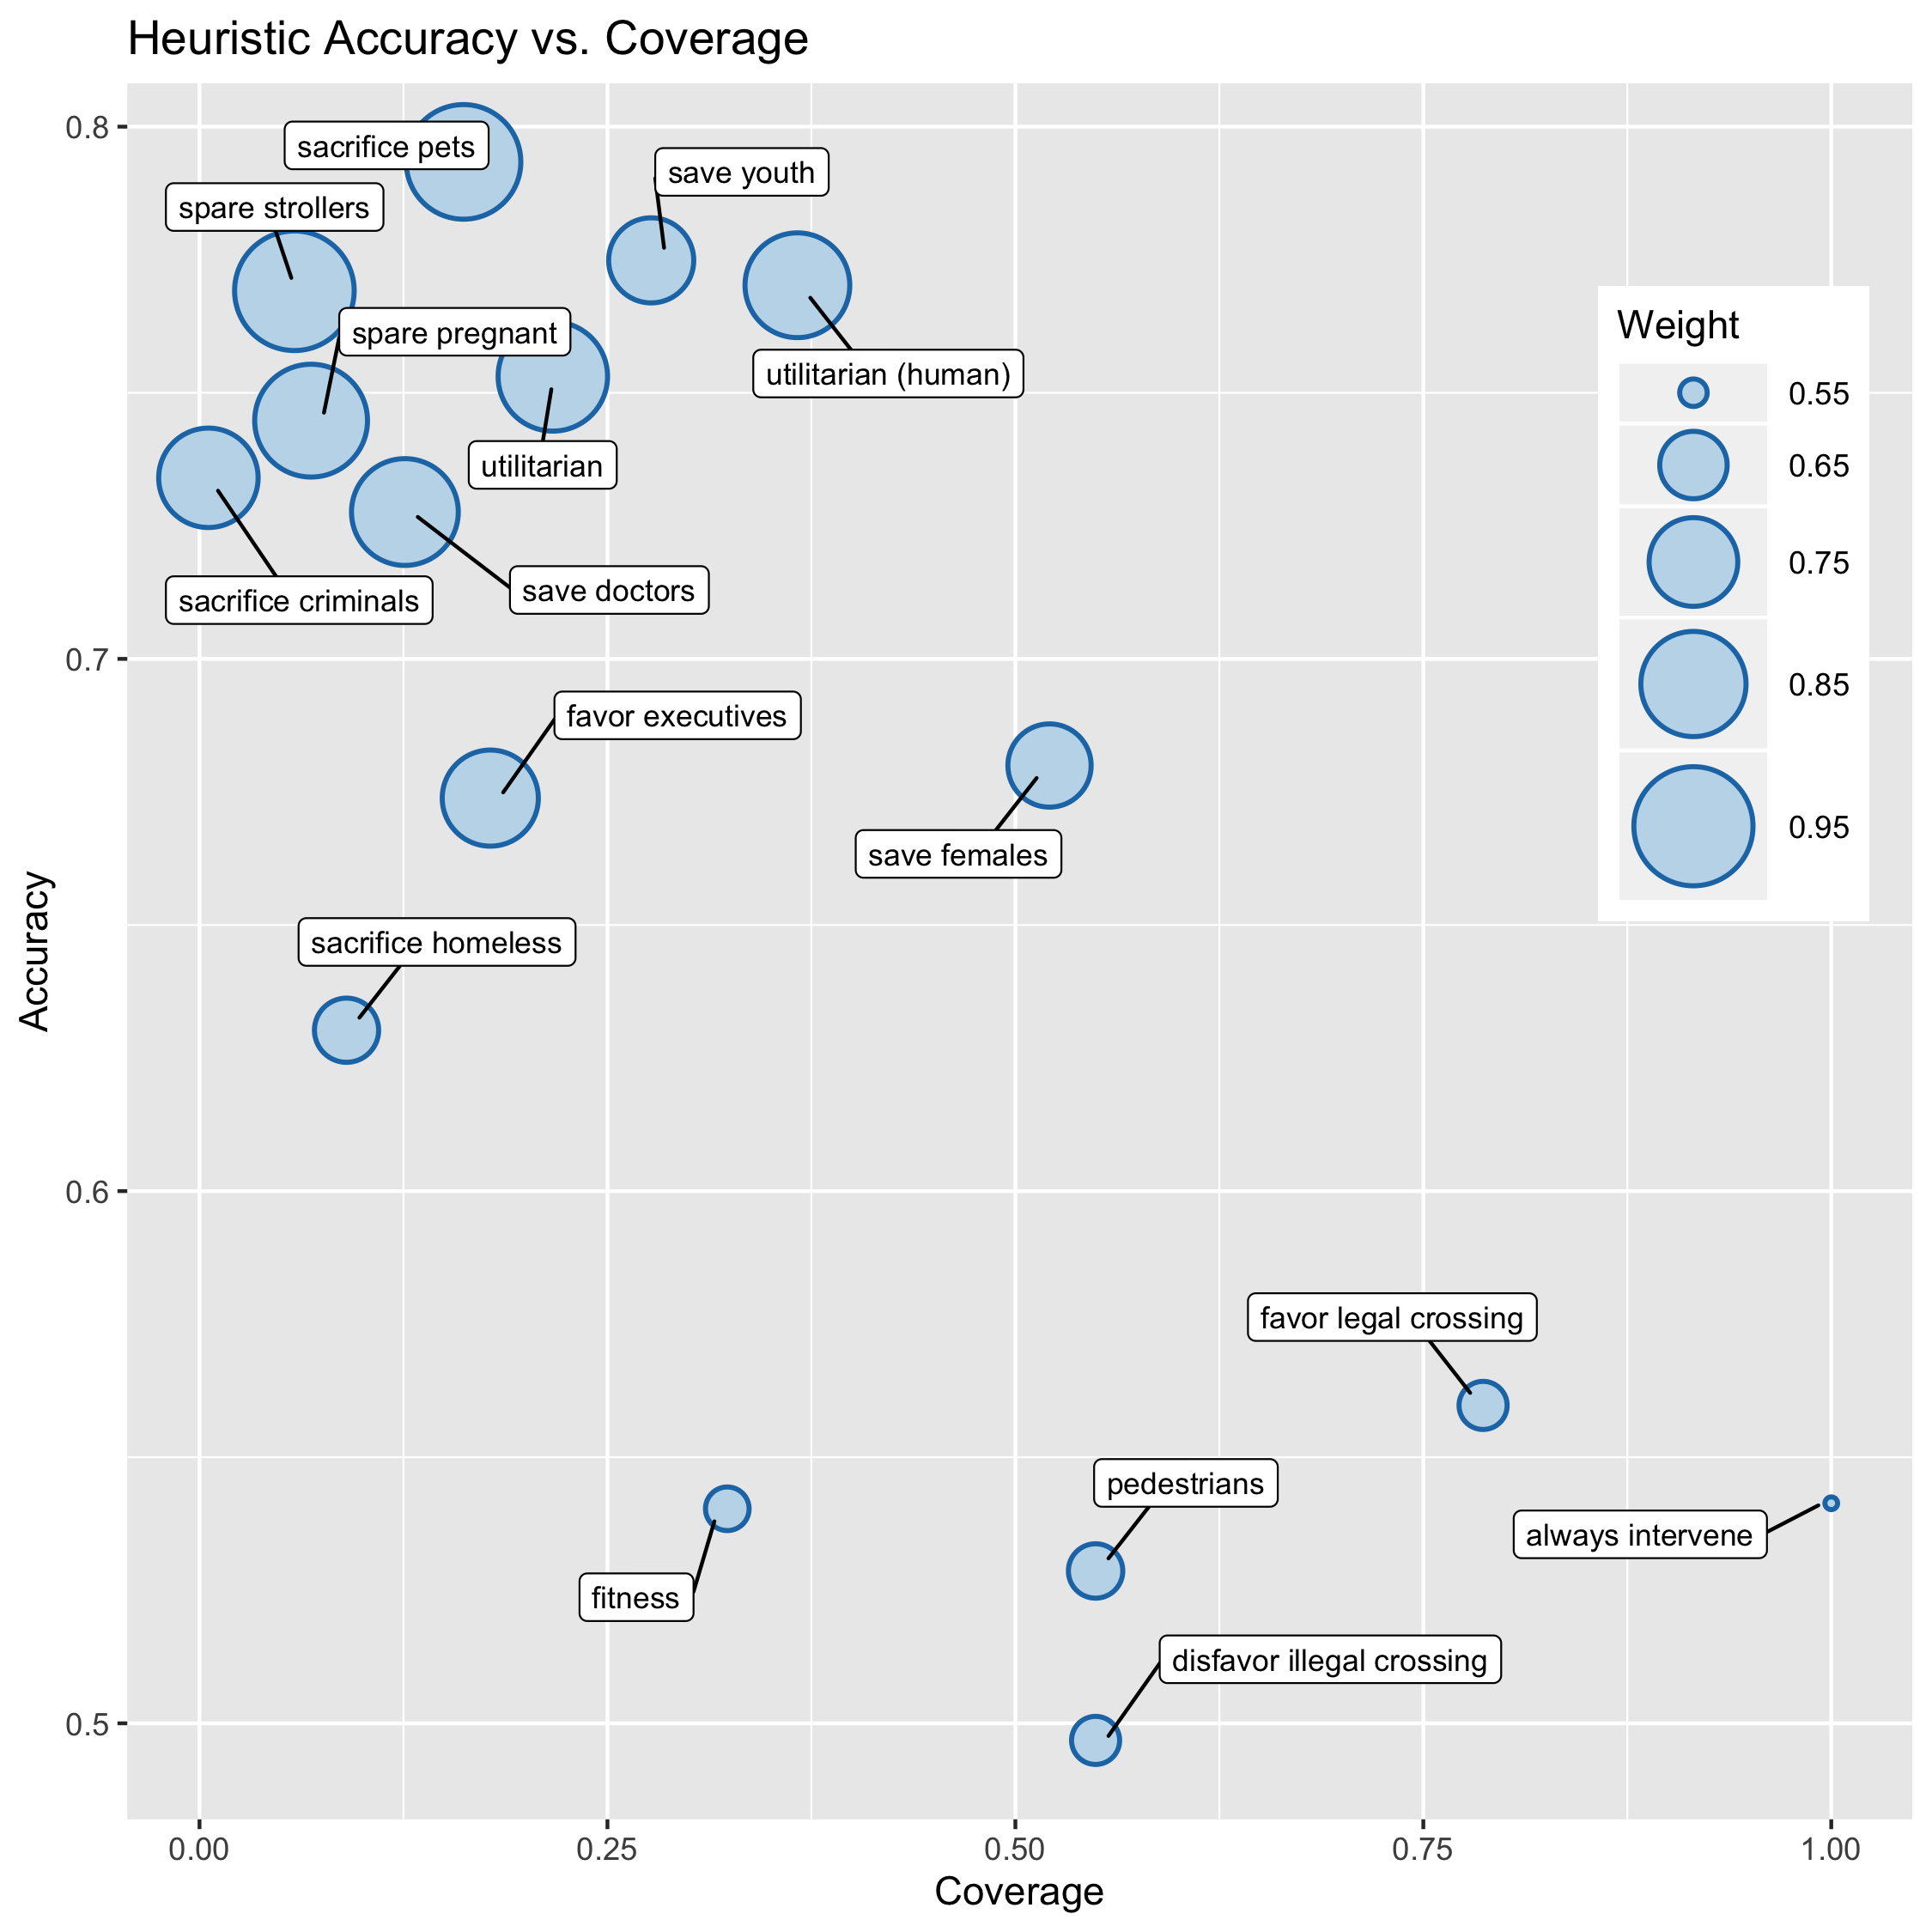 Heuristic Accuracy vs. Coverage
0.8
0.7
0.6
0.5
Accuracy
sacrifice pets
save youth
spare strollers
spare pregnant
utilitarian (human)
utilitarian
sacrifice criminals
save doctors
favor executives
save females
sacrifice homeless
favor legal crossing
pedestrians
always intervene
fitness
disfavor illegal crossing
Weight
0.55
0.65
0.75
0.85
0.95
0.00
0.25
0.50
0.75
1.00
Coverage